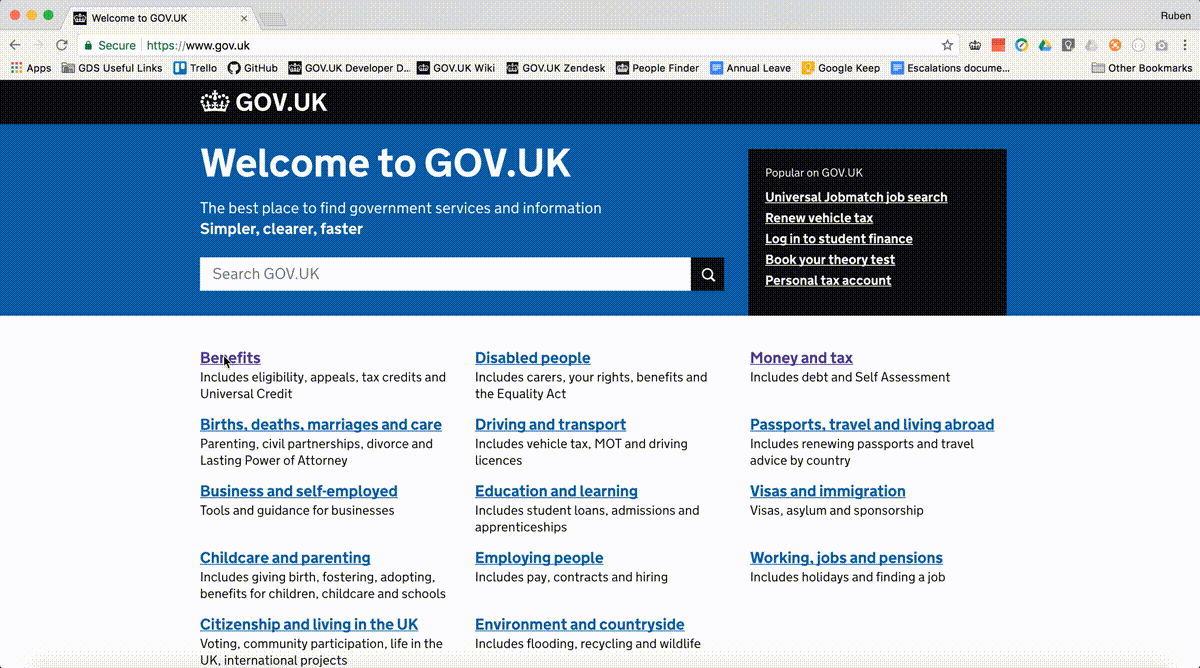 Welcome to GOV.UK
Ruben
Secure
https://www.gov.uk
Apps
GDS Useful Links
Trello
GitHub
GOV.UK Developer D...
GOV.UK Wiki
GOV.UK Zendesk
People Finder
Annual Leave
Google Keep
Escalations docume...
Other Bookmarks
GOV.UK
Welcome to GOV.UK
The best place to find government services and information
Simpler, clearer, faster
Search GOV.UK
Popular on GOV.UK
Universal Jobmatch job search
Renew vehicle tax
Log in to student finance
Book your theory test
Personal tax account
Benefits
Includes eligibility, appeals, tax credits and
Universal Credit
Births, deaths, marriages and care
Parenting, civil partnerships, divorce and
Lasting Power of Attorney
Business and self-employed
Tools and guidance for businesses
Childcare and parenting
Includes giving birth, fostering, adopting,
benefits for children, childcare and schools
Citizenship and living in the UK
Voting, community participation, life in the
UK, international projects
Disabled people
Includes carers, your rights, benefits and
the Equality Act
Driving and transport
Includes vehicle tax, MOT and driving
licences
Education and learning
Includes student loans, admissions and
apprenticeships
Employing people
Includes pay, contracts and hiring
Environment and countryside
Includes flooding, recycling and wildlife
Money and tax
Includes debt and Self Assessment
Passports, travel and living abroad
Includes renewing passports and travel
advice by country
Visas and immigration
Visas, asylum and sponsorship
Working, jobs and pensions
Includes holidays and finding a job